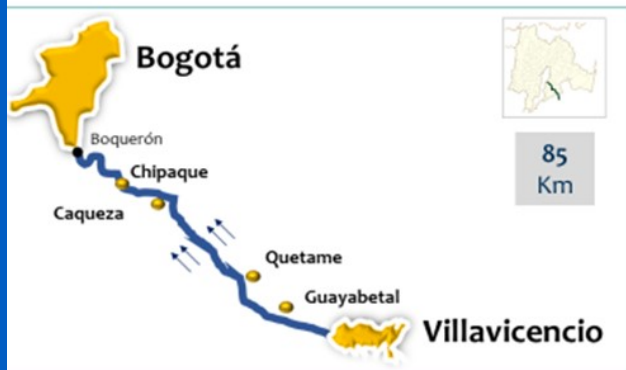 Bogotá
Boquerón
85
Km
Chipaque
Caqueza
Quetame
Guayabetal
Villavicencio